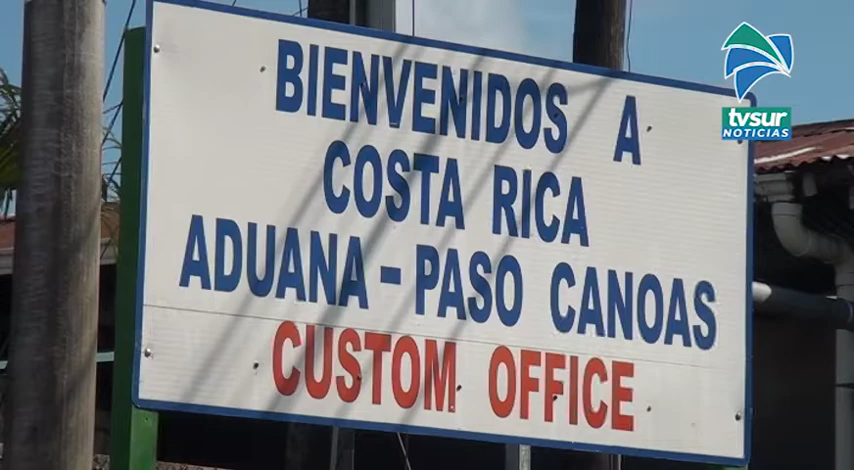 BIENVENIDOS A
COSTA RICA
ADUANA – PASO CANOAS
CUSTOM OFFICE
tvsur
NOTICIAS